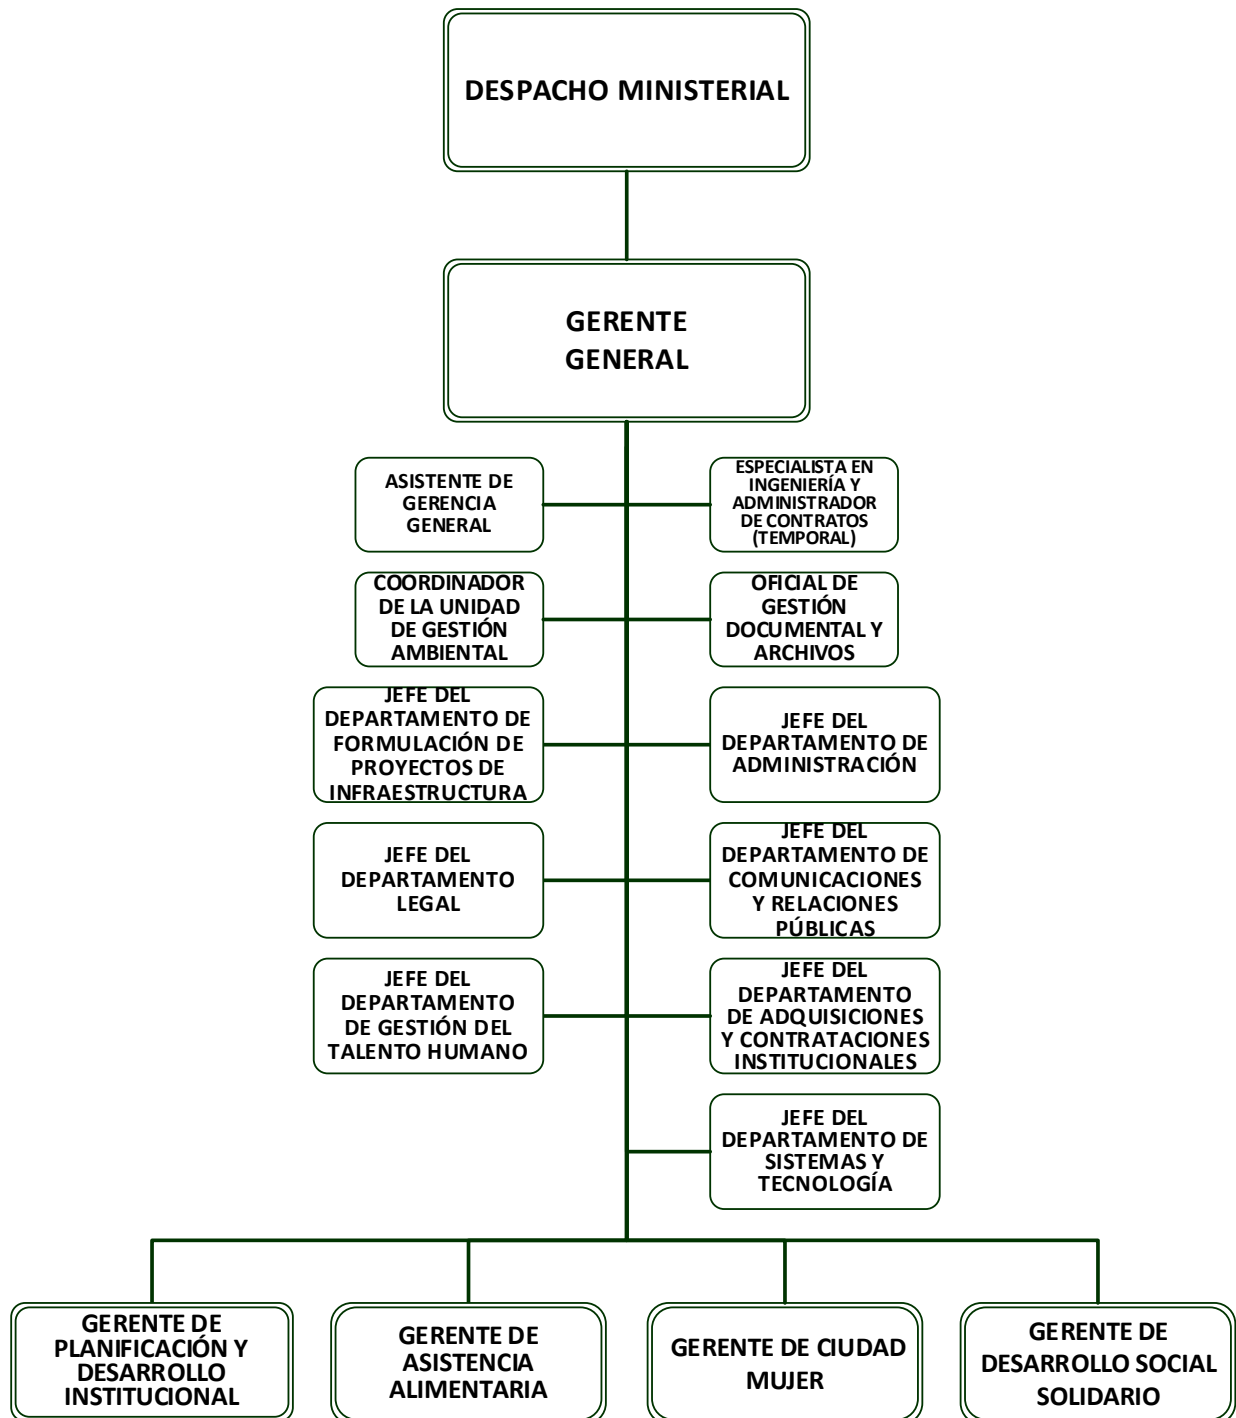 DESPACHO MINISTERIAL
GERENTE
GENERAL
ASISTENTE DE
GERENCIA
GENERAL
ESPECIALISTA EN
INGENIERÍA Y
ADMINISTRADOR
DE CONTRATOS
(TEMPORAL)
COORDINADOR
DE LA UNIDAD
DE GESTIÓN
AMBIENTAL
OFICIAL DE
GESTIÓN
DOCUMENTAL Y
ARCHIVOS
JEFE DEL
DEPARTAMENTO DE
FORMULACIÓN DE
PROYECTOS DE
INFRAESTRUCTURA
JEFE DEL
DEPARTAMENTO DE
ADMINISTRACIÓN
JEFE DEL
DEPARTAMENTO
LEGAL
JEFE DEL
DEPARTAMENTO DE
COMUNICACIONES
Y RELACIONES
PÚBLICAS
JEFE DEL
DEPARTAMENTO
DE GESTIÓN DEL
TALENTO HUMANO
JEFE DEL
DEPARTAMENTO
DE ADQUISICIONES
Y CONTRATACIONES
INSTITUCIONALES
JEFE DEL
DEPARTAMENTO DE
SISTEMAS Y
TECNOLOGÍA
GERENTE DE
PLANIFICACIÓN Y
DESARROLLO
INSTITUCIONAL
GERENTE DE
ASISTENCIA
ALIMENTARIA
GERENTE DE CIUDAD
MUJER
GERENTE DE
DESARROLLO SOCIAL
SOLIDARIO